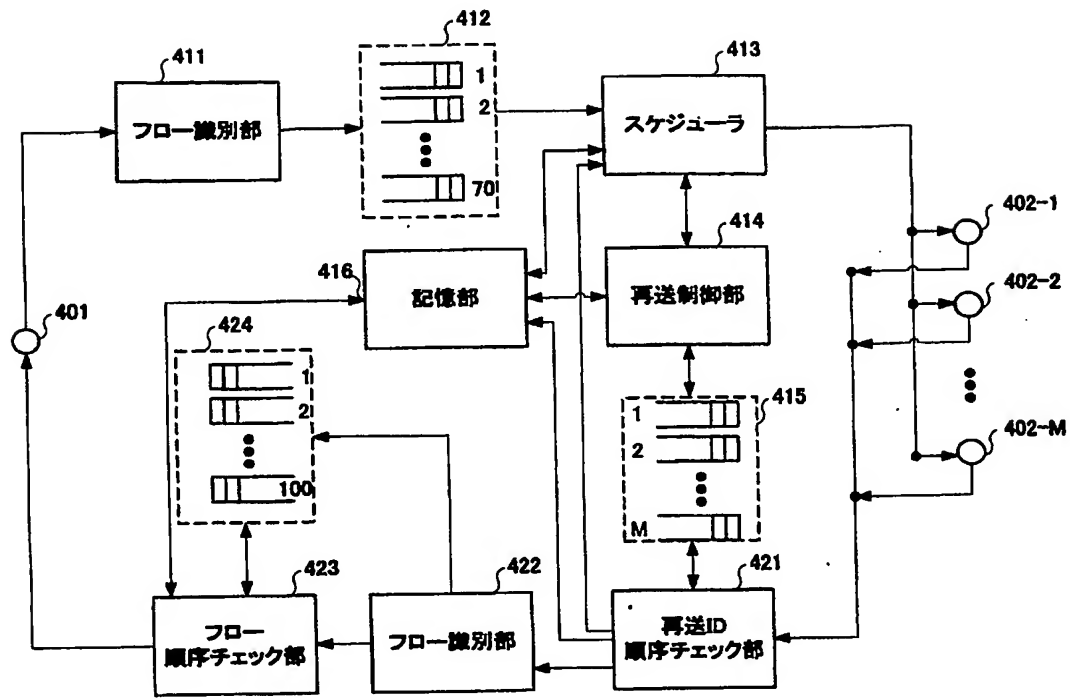 411
フロー識別部
412
1
2
70
413
スケジューラ
402-1
414
再送制御部
416
記憶部
402-2
401
424
1
2
100
415
1
2
M
402-M
423
フロー
順序チェック部
422
フロー識別部
421
再送ID
順序チェック部